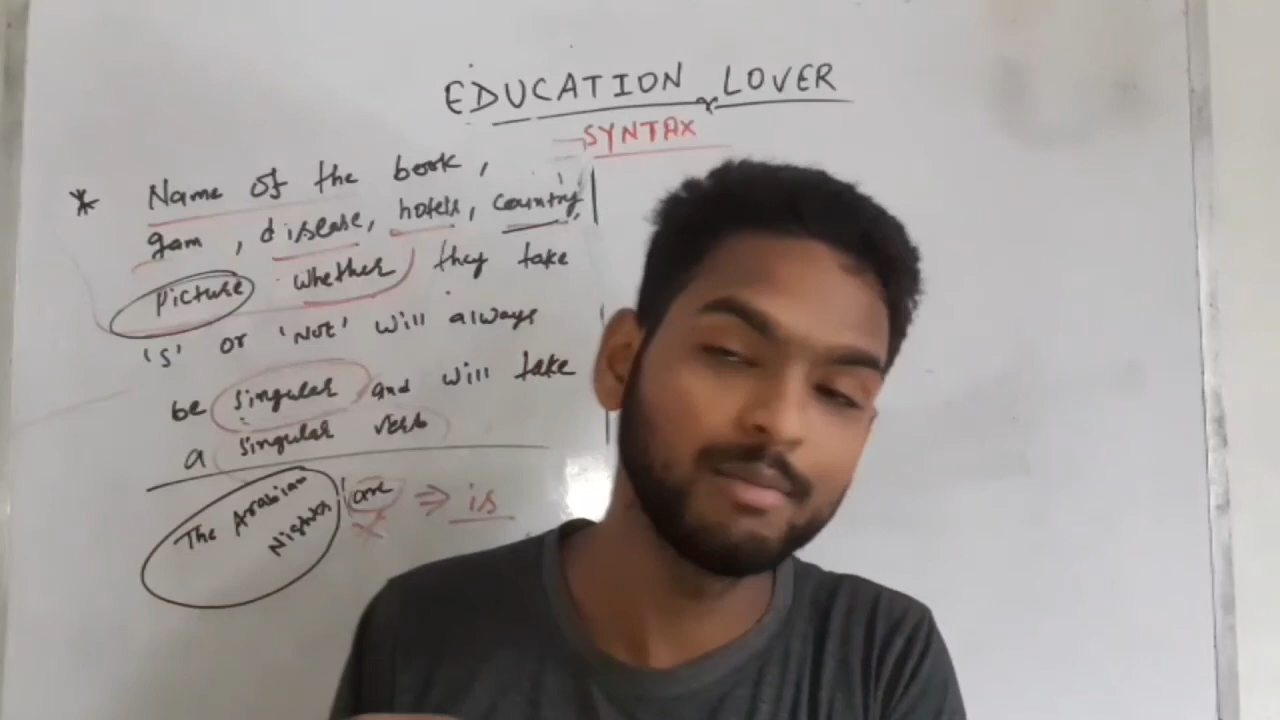 EDUCATION LOVER
SYNTAX
* Name of the book,
gam, disease, hotels, country,
picture whether they take
's' or 'Not' will always
be singular and will take
a singular verb
The Arabian are ⇒ is
Nights